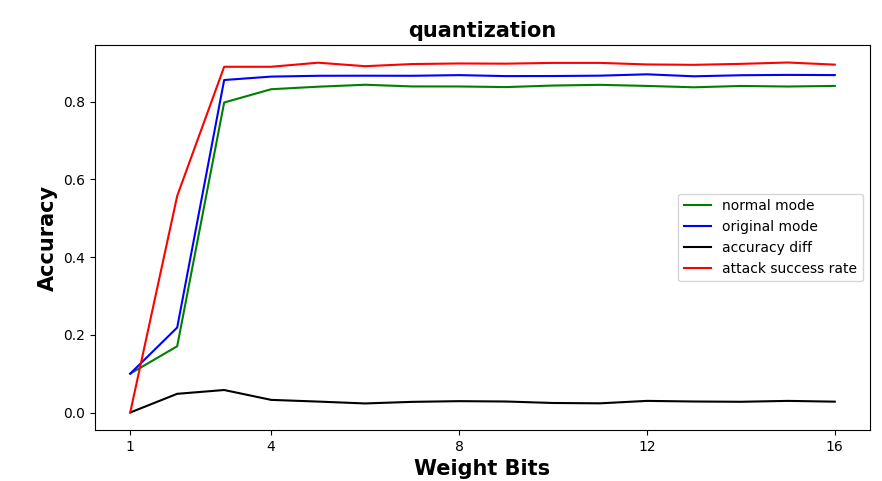 quantization
Accuracy
0.8
0.6
0.4
0.2
0.0
normal mode
original mode
accuracy diff
attack success rate
1 4 8 12 16
Weight Bits